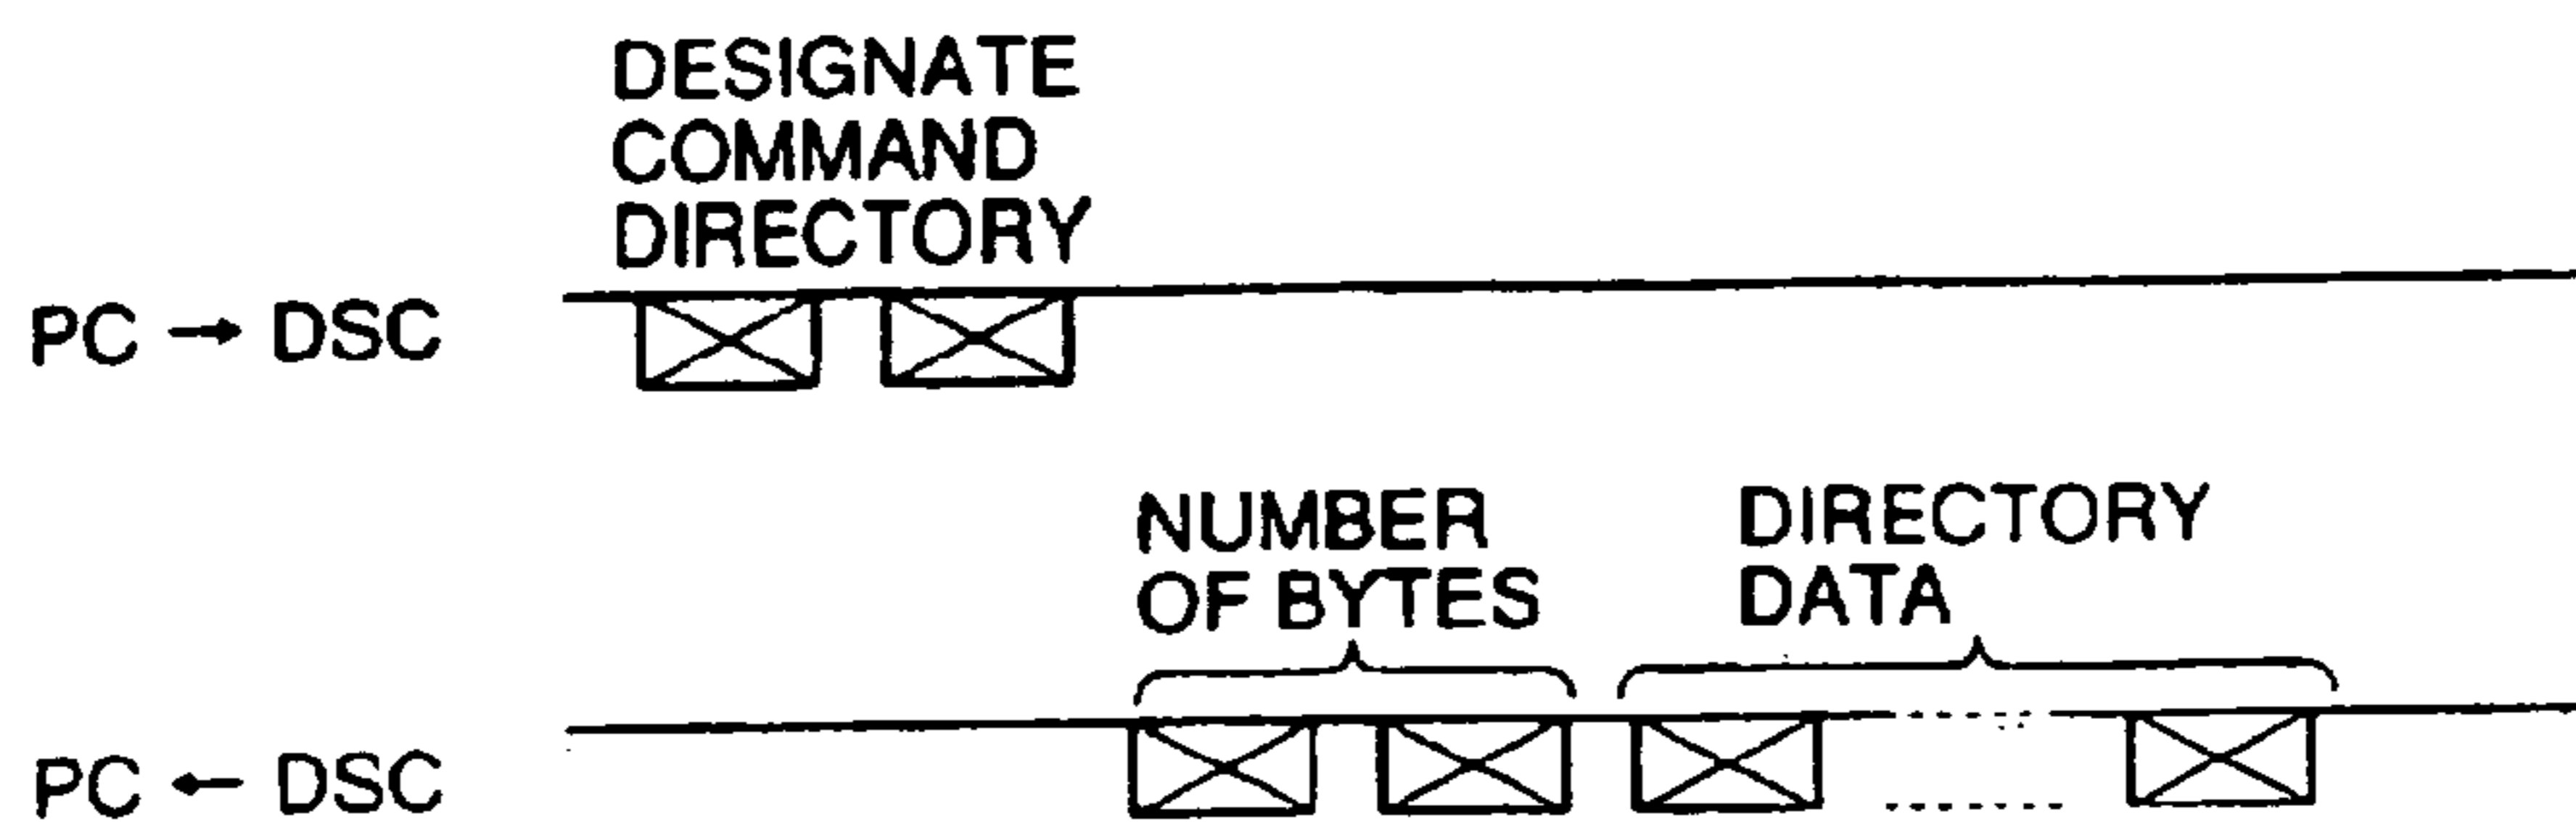 DESIGNATE
COMMAND
DIRECTORY
PC → DSC
NUMBER
OF BYTES
DIRECTORY
DATA
PC ← DSC